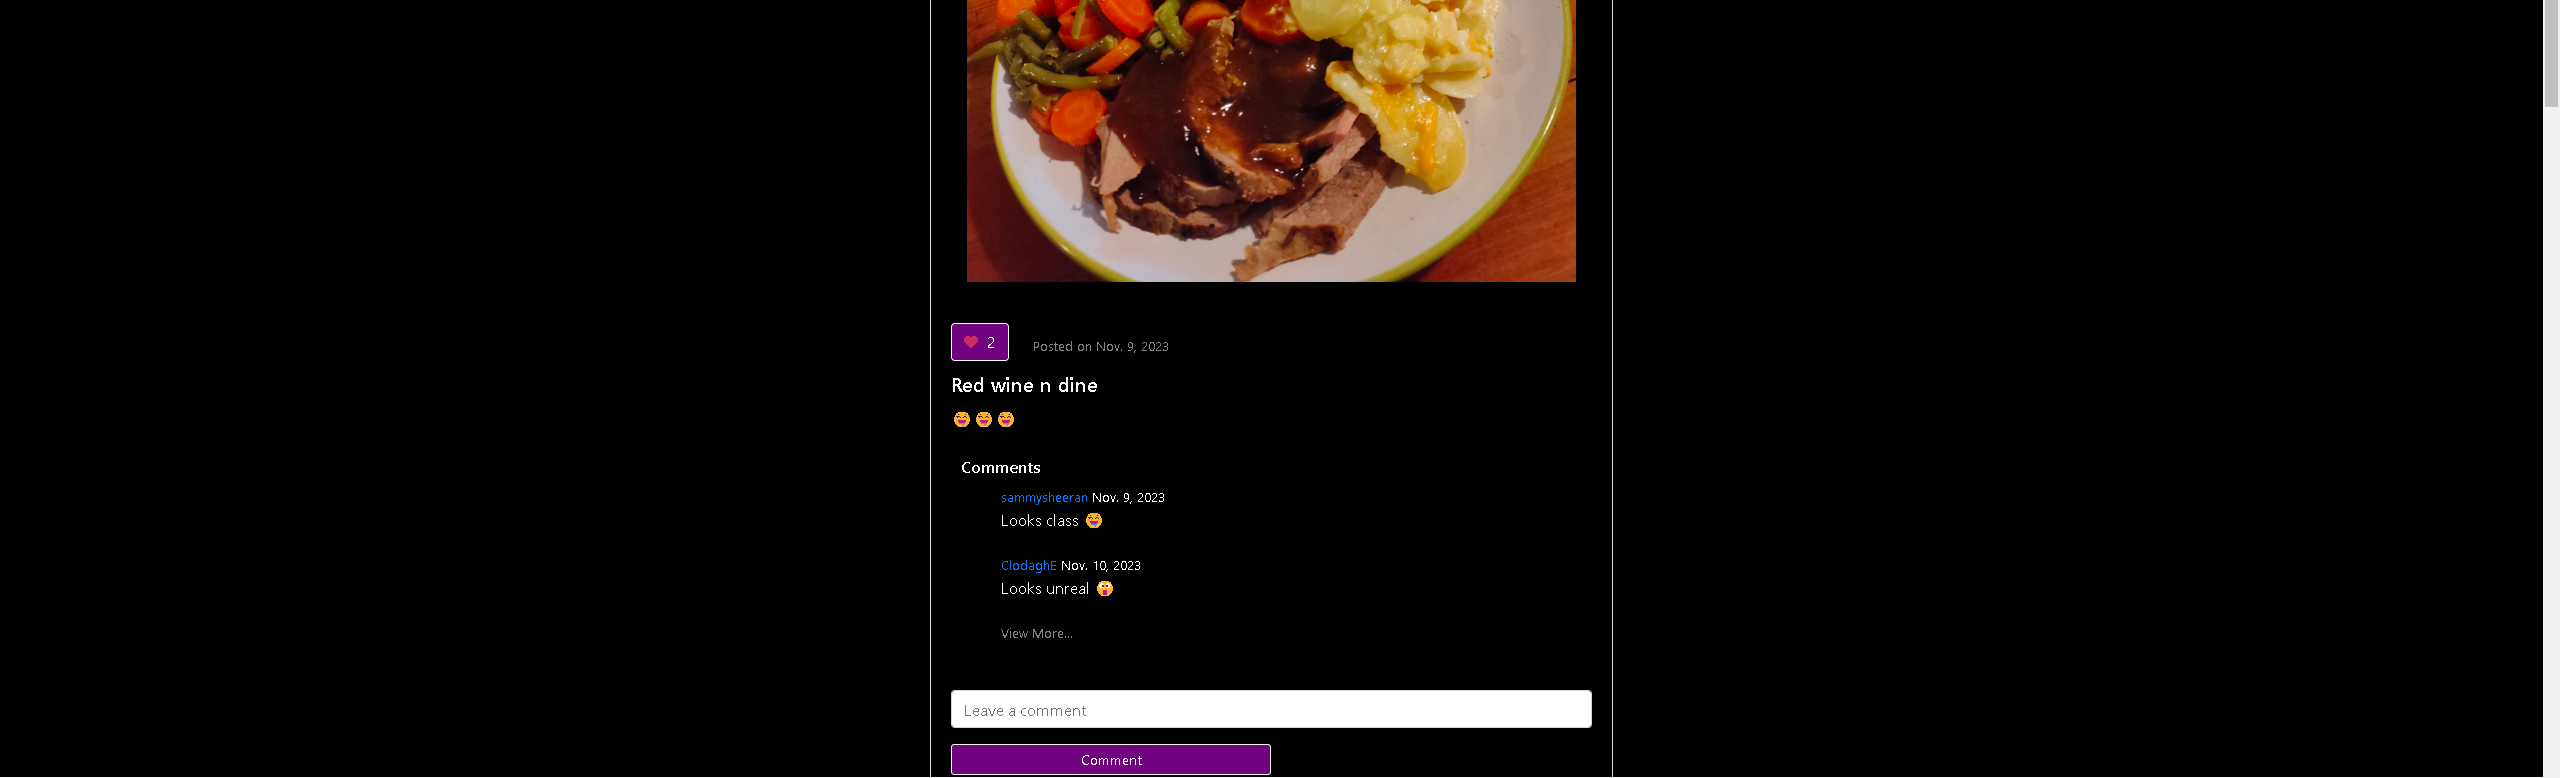 2
Posted on Nov. 9, 2023
Red wine n dine
😝😝😝
Comments
sammysheeran Nov. 9, 2023
Looks class 😝
ClodaghE Nov. 10, 2023
Looks unreal 😲
View More...
Leave a comment
Comment